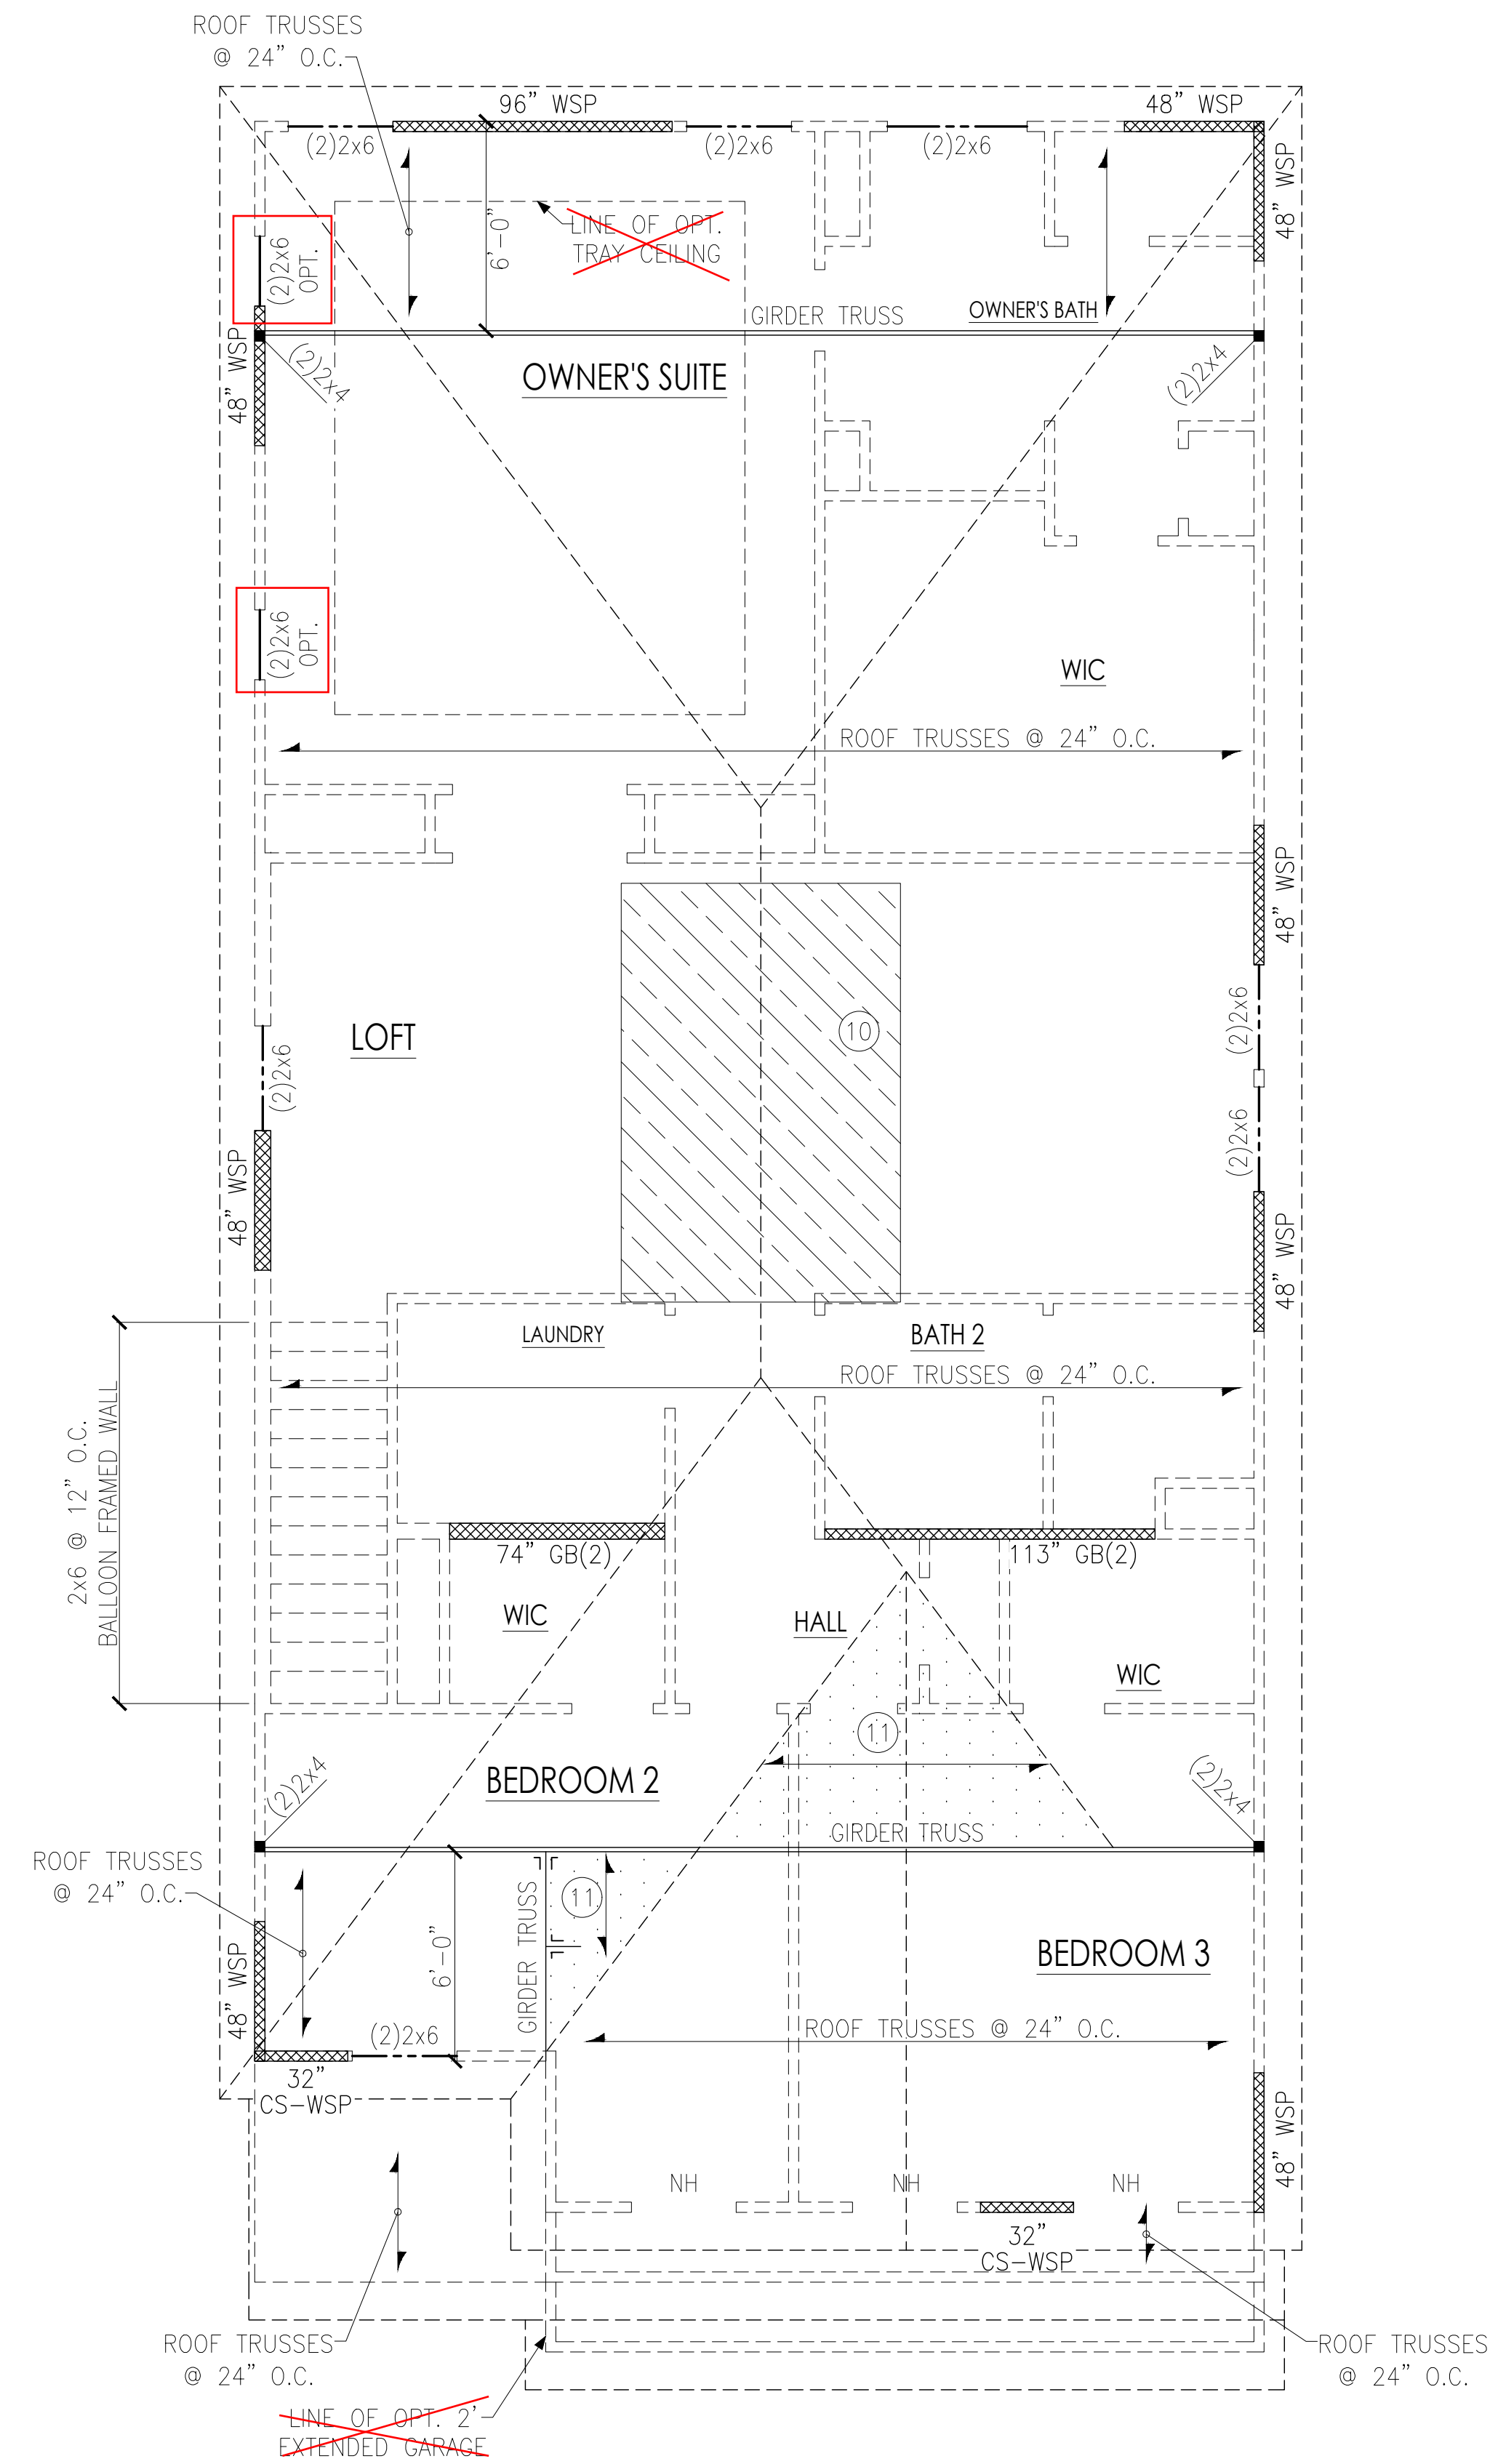 ROOF TRUSSES
@ 24" O.C.
96" WSP
48" WSP
(2)2x6
(2)2x6
(2)2x6
48" WSP
LINE OF OPT.
TRAY CEILING
6'-0"
(2)2x6
OPT.
GIRDER TRUSS
OWNER'S BATH
48" WSP
(2)2x4
OWNER'S SUITE
(2)2x4
(2)2x6
OPT.
WIC
ROOF TRUSSES @ 24" O.C.
48" WSP
10
LOFT
(2)2x6
(2)2x6
(2)2x6
48" WSP
48" WSP
LAUNDRY
BATH 2
ROOF TRUSSES @ 24" O.C.
2x6 @ 12" O.C.
BALLOON FRAMED WALL
74" GB(2)
113" GB(2)
WIC
HALL
WIC
11
(2)2x4
BEDROOM 2
(2)2x4
GIRDER TRUSS
ROOF TRUSSES
@ 24" O.C.
11
GIRDER TRUSS
6'-0"
BEDROOM 3
48" WSP
(2)2x6
ROOF TRUSSES @ 24" O.C.
32"
CS-WSP
48" WSP
NH
NH
NH
32"
CS-WSP
ROOF TRUSSES
@ 24" O.C.
ROOF TRUSSES
@ 24" O.C.
LINE OF OPT. 2'
EXTENDED GARAGE